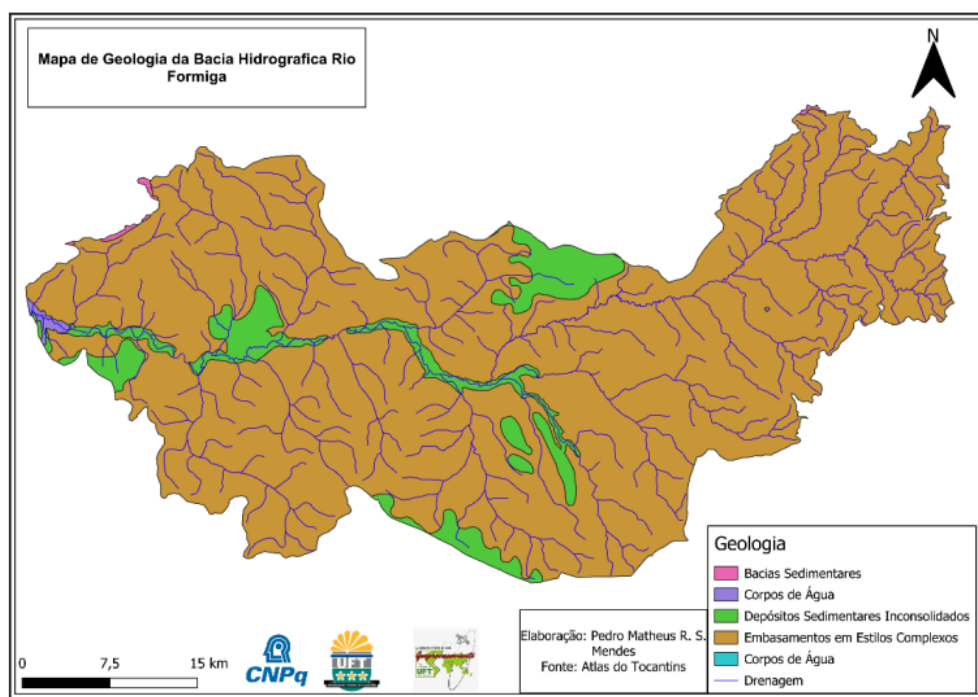 Mapa de Geologia da Bacia Hidrografica Rio
Formiga
N
Geologia
Bacias Sedimentares
Corpos de Água
Depósitos Sedimentares Inconsolidados
Embasamentos em Estilos Complexos
Corpos de Água
Drenagem
Elaboração: Pedro Matheus R. S.
Mendes
Fonte: Atlas do Tocantins
0 7,5 15 km
CNPq
UFT
UFT